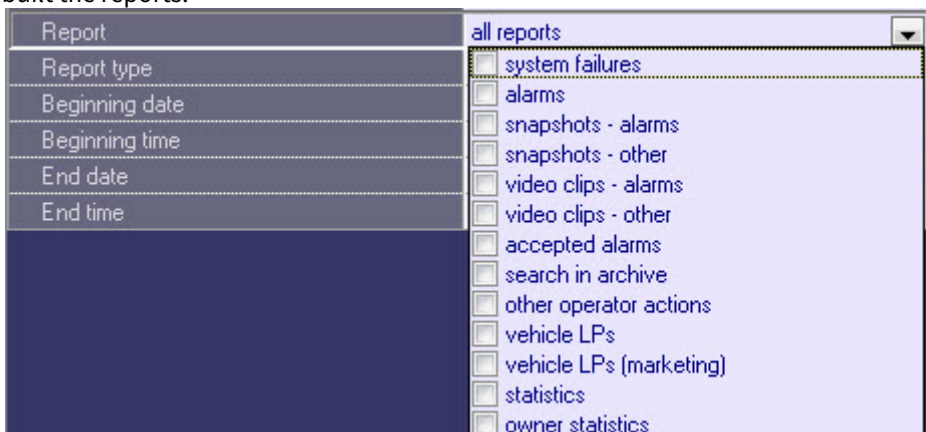 built the reports.
Report all reports
Report type system failures
Beginning date alarms
Beginning time snapshots - alarms
End date snapshots - other
End time video clips - alarms
video clips - other
accepted alarms
search in archive
other operator actions
vehicle LPs
vehicle LPs (marketing)
statistics
owner statistics